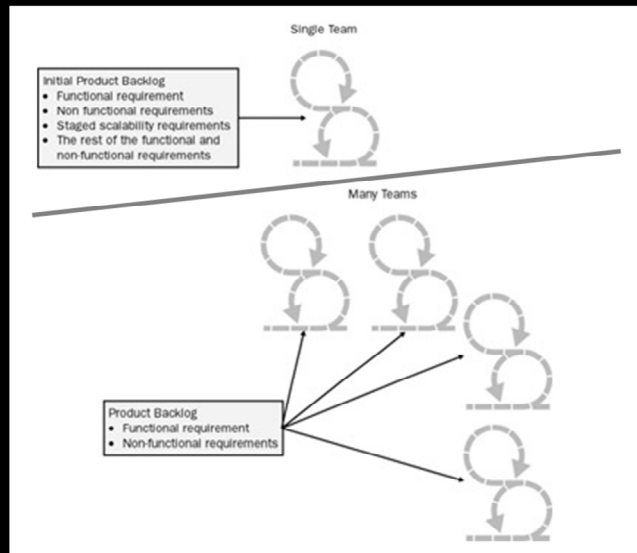 Single Team
Initial Product Backlog
• Functional requirement
• Non functional requirements
• Staged scalability requirements
• The rest of the functional and
non-functional requirements
Many Teams
Product Backlog
• Functional requirement
• Non-functional requirements